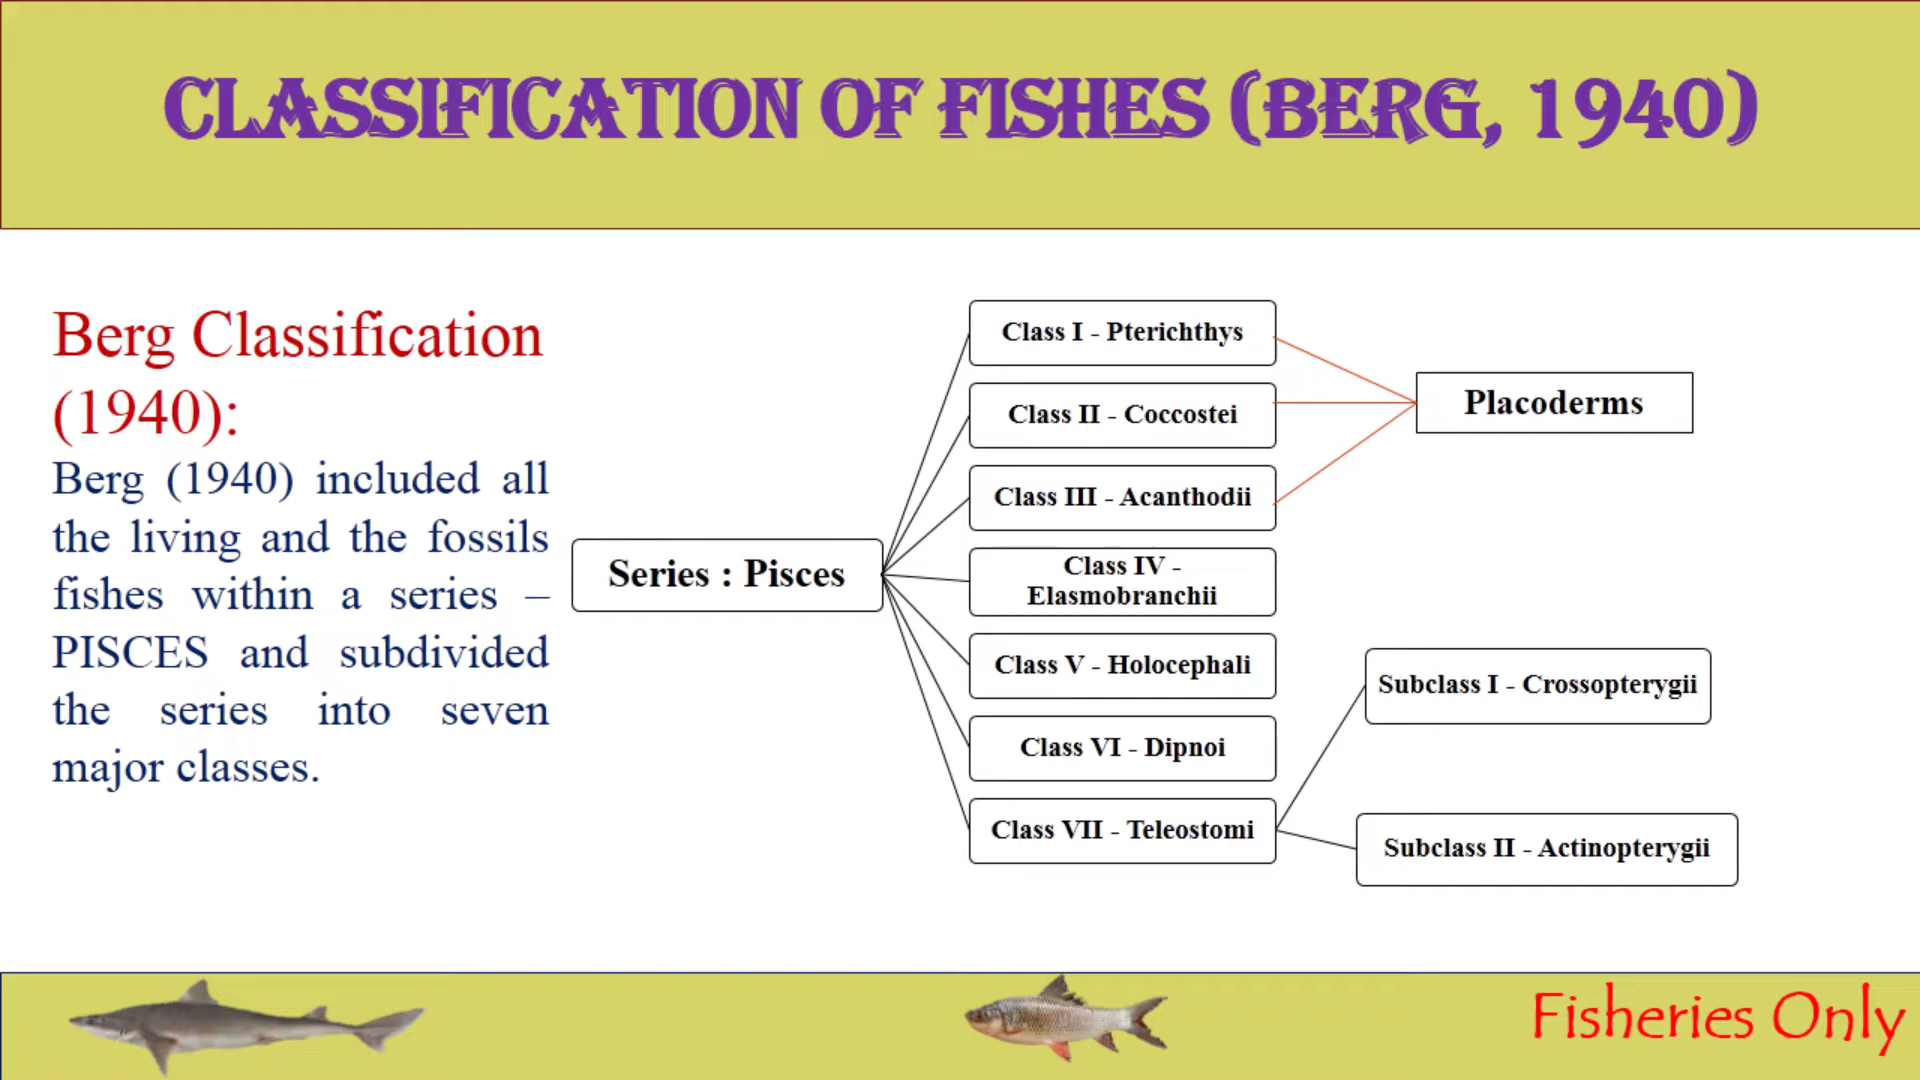 CLASSIFICATION OF FISHES (BERG, 1940)
Berg Classification
(1940):
Berg (1940) included all
the living and the fossils
fishes within a series –
PISCES and subdivided
the series into seven
major classes.
Series : Pisces
Class I - Pterichthys
Class II - Coccostei
Class III - Acanthodii
Class IV -
Elasmobranchii
Class V - Holocephali
Class VI - Dipnoi
Class VII - Teleostomi
Placoderms
Subclass I - Crossopterygii
Subclass II - Actinopterygii
Fisheries Only